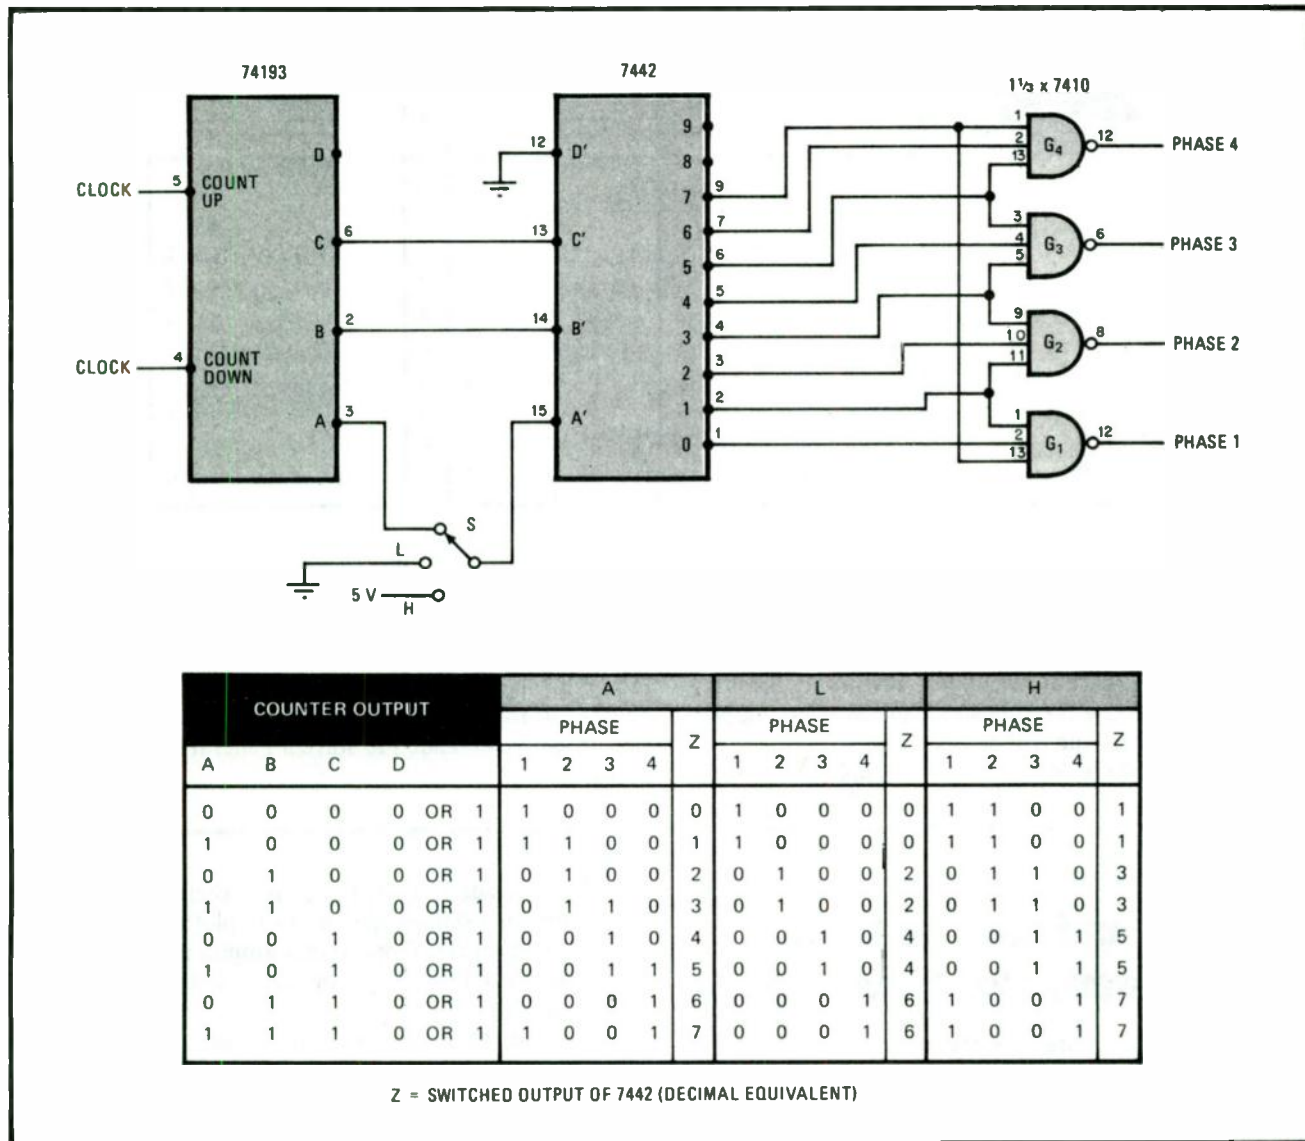 74193
7442
1⅓ x 7410
CLOCK 5 COUNT UP
CLOCK 4 COUNT DOWN
D
C 6
B 2
A 3
12 D'
13 C'
14 B'
15 A'
9
8
7 9
6 7
5 6
4 5
3 4
2 3
1 2
0 1
1 2 13 G4 12 PHASE 4
3 4 5 G3 6 PHASE 3
9 10 11 G2 8 PHASE 2
1 2 13 G1 12 PHASE 1
S
L
5 V H
COUNTER OUTPUT A L H
PHASE Z PHASE Z PHASE Z
A B C D 1 2 3 4 1 2 3 4 1 2 3 4
0 0 0 0 OR 1 1 0 0 0 0 1 0 0 0 0 1 1 0 0 1
1 0 0 0 OR 1 1 1 0 0 1 1 0 0 0 0 1 1 0 0 1
0 1 0 0 OR 1 0 1 0 0 2 0 1 0 0 2 0 1 1 0 3
1 1 0 0 OR 1 0 1 1 0 3 0 1 0 0 2 0 1 1 0 3
0 0 1 0 OR 1 0 0 1 0 4 0 0 1 0 4 0 0 1 1 5
1 0 1 0 OR 1 0 0 1 1 5 0 0 1 0 4 0 0 1 1 5
0 1 1 0 OR 1 0 0 0 1 6 0 0 0 1 6 1 0 0 1 7
1 1 1 0 OR 1 1 0 0 1 7 0 0 0 1 6 1 0 0 1 7
Z = SWITCHED OUTPUT OF 7442 (DECIMAL EQUIVALENT)